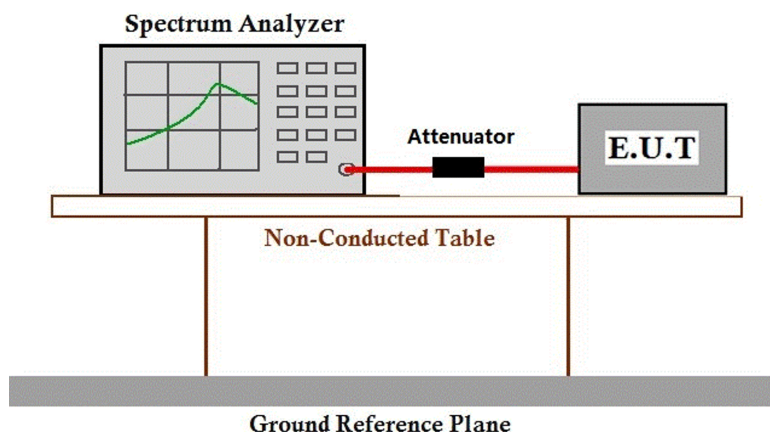 Spectrum Analyzer
Attenuator
E.U.T
Non-Conducted Table
Ground Reference Plane